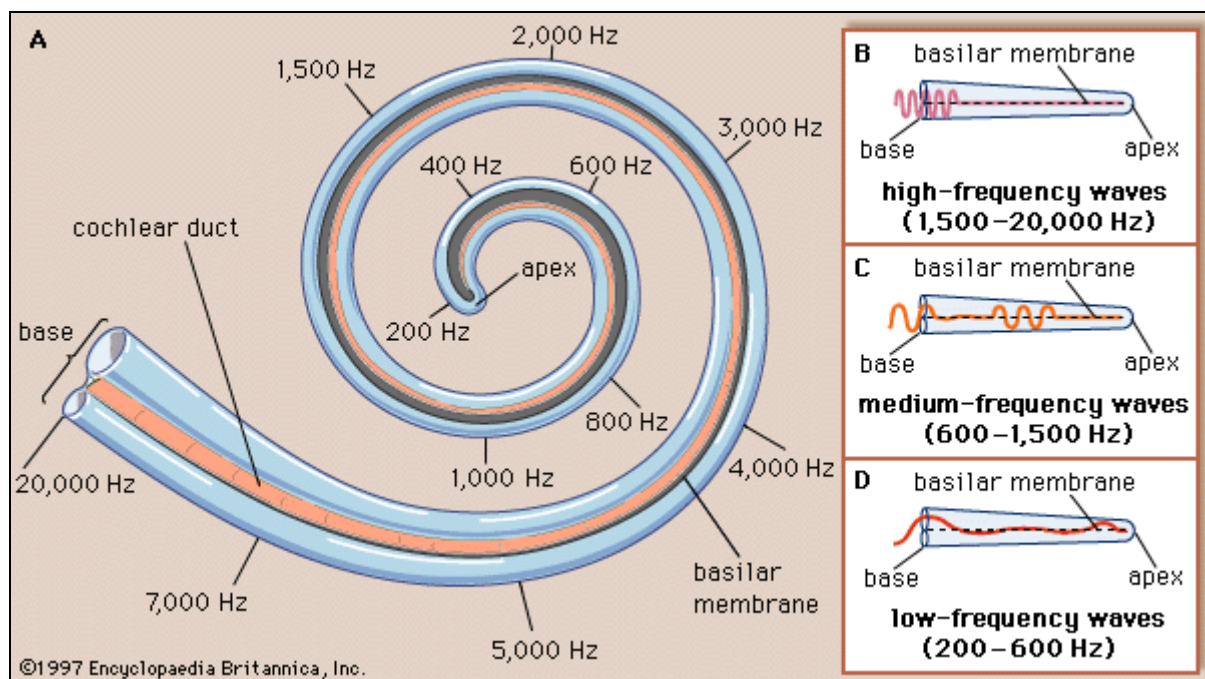 A
2,000 Hz
1,500 Hz
3,000 Hz
400 Hz
600 Hz
cochlear duct
apex
200 Hz
base
800 Hz
20,000 Hz
1,000 Hz
4,000 Hz
7,000 Hz
basilar
membrane
5,000 Hz
©1997 Encyclopaedia Britannica, Inc.
B
basilar membrane
base
apex
high-frequency waves
(1,500–20,000 Hz)
C
basilar membrane
base
apex
medium-frequency waves
(600–1,500 Hz)
D
basilar membrane
base
apex
low-frequency waves
(200–600 Hz)